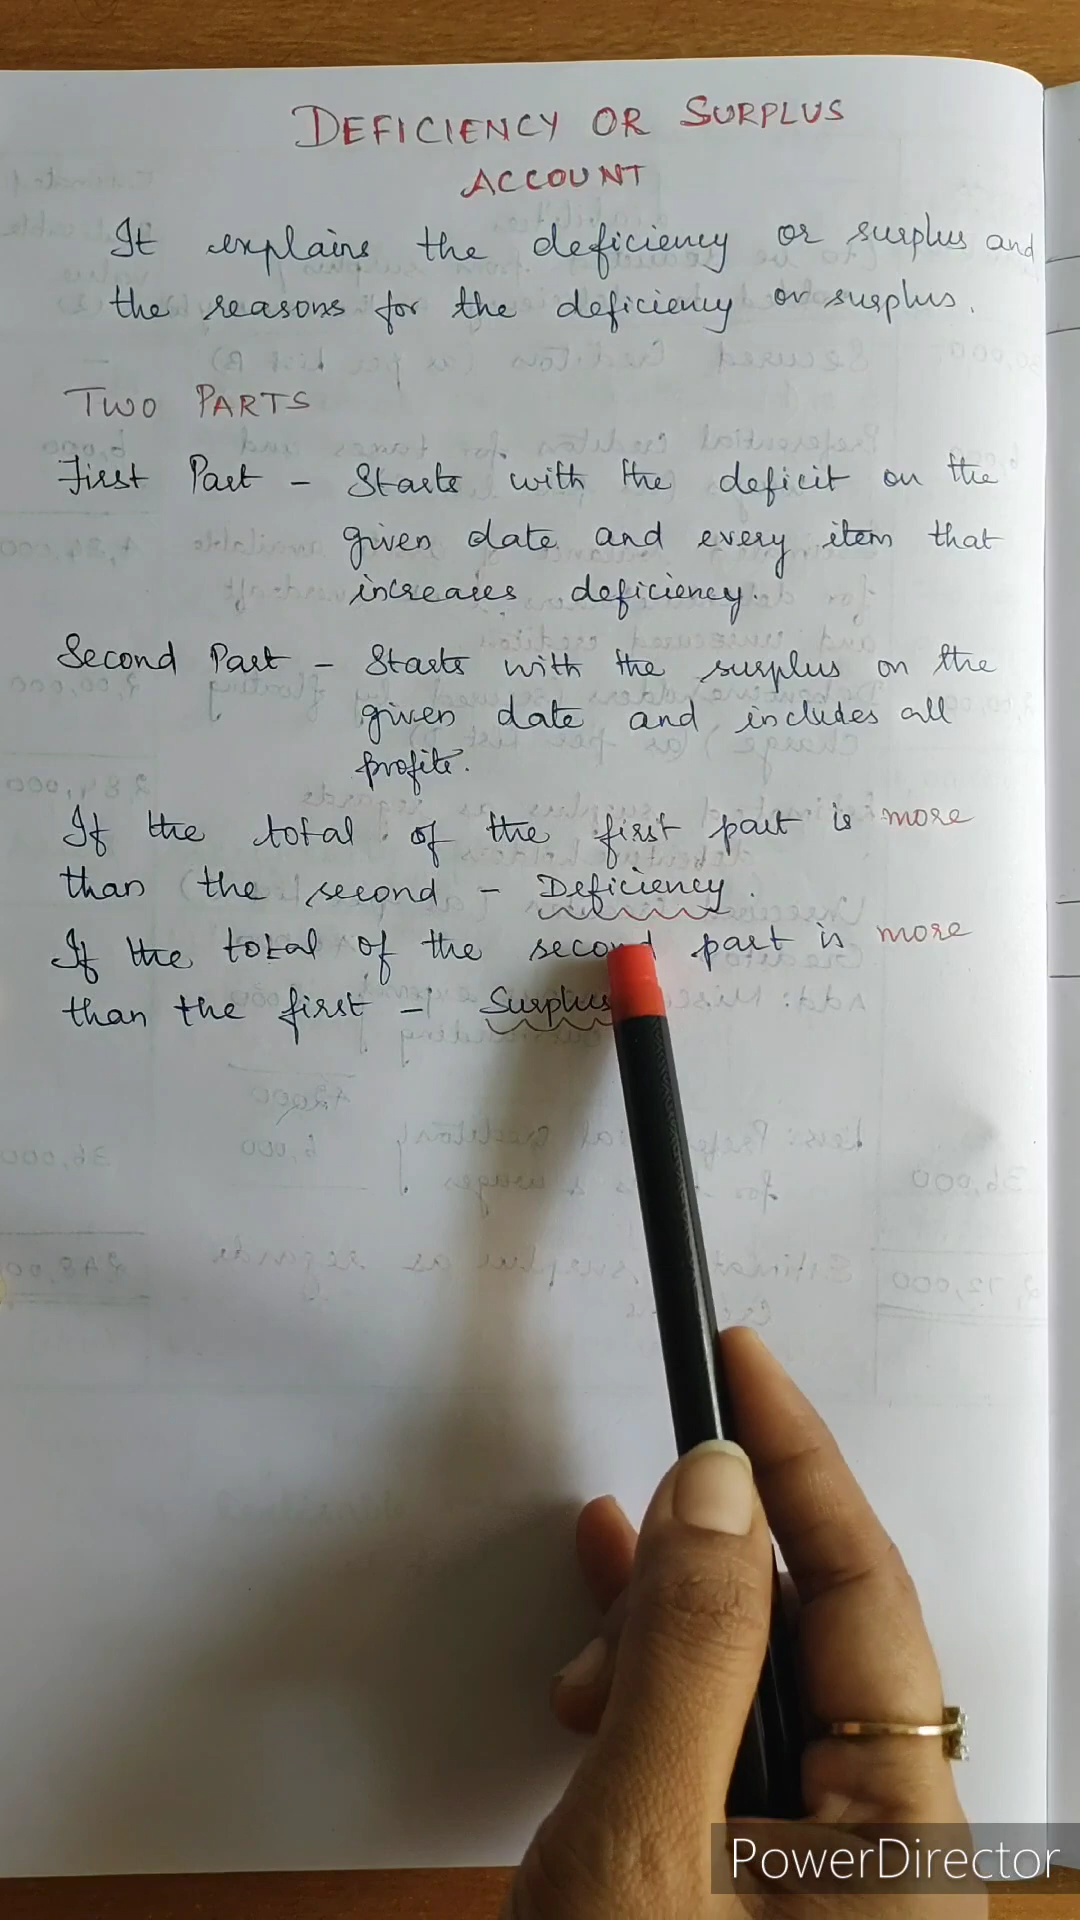 DEFICIENCY OR SURPLUS
ACCOUNT
It explains the deficiency or surplus and
the reasons for the deficiency or surplus.
TWO PARTS
First Part - Starts with the deficit on the
given date and every item that
increases deficiency.
Second Part - Starts with the surplus on the
given date and includes all
profits.
If the total of the first part is more
than the second - Deficiency.
If the total of the second part is more
than the first - Surplus
PowerDirector